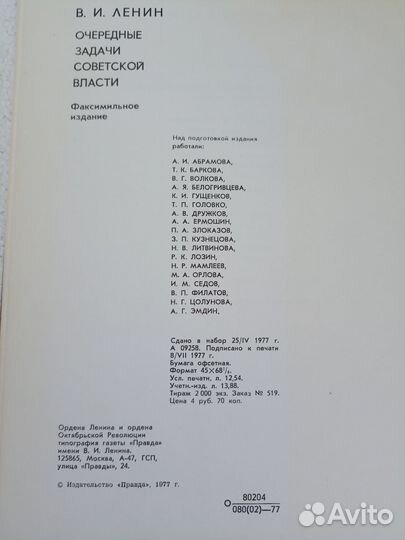 В. И. ЛЕНИН
ОЧЕРЕДНЫЕ
ЗАДАЧИ
СОВЕТСКОЙ
ВЛАСТИ
Факсимильное
издание
Над подготовкой издания
работали:
А. И. АБРАМОВА,
Т. К. БАРКОВА,
В. Г. ВОЛКОВА,
А. Я. БЕЛОГРИВЦЕВА,
К. И. ГУЩЕНКОВ,
Т. П. ГОЛОВКО,
А. В. ДРУЖКОВ,
А. А. ЕРМОШИН,
П. А. ЗЛОКАЗОВ,
З. П. КУЗНЕЦОВА,
Н. В. ЛИТВИНОВА,
Р. К. ЛОЗИН,
Н. Р. МАМЛЕЕВ,
М. А. ОРЛОВА,
И. М. СЕДОВ,
В. П. ФИЛАТОВ,
Н. Г. ЦОЛУНОВА,
А. Г. ЭМДИН.
Сдано в набор 25/IV 1977 г.
А 09258. Подписано к печати
8/VII 1977 г.
Бумага офсетная.
Формат 45×68¹/₄.
Усл. печатн. л. 12,54.
Учетн.-изд. л. 13,88.
Тираж 2 000 экз. Заказ № 519.
Цена 4 руб. 70 коп.
Ордена Ленина и ордена
Октябрьской Революции
типография газеты «Правда»
имени В. И. Ленина.
125865, Москва, А-47, ГСП,
улица «Правды», 24.
© Издательство «Правда», 1977 г.
О 80204
080(02)—77
Avito